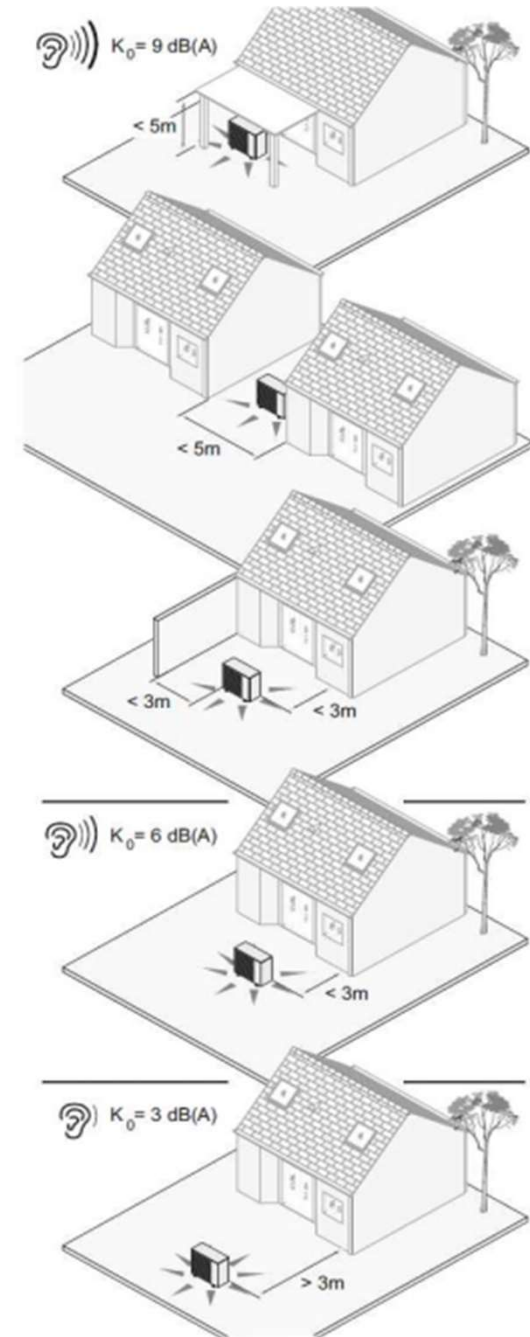 K₀= 9 dB(A)
< 5m
< 5m
< 3m
< 3m
K₀= 6 dB(A)
< 3m
K₀= 3 dB(A)
> 3m